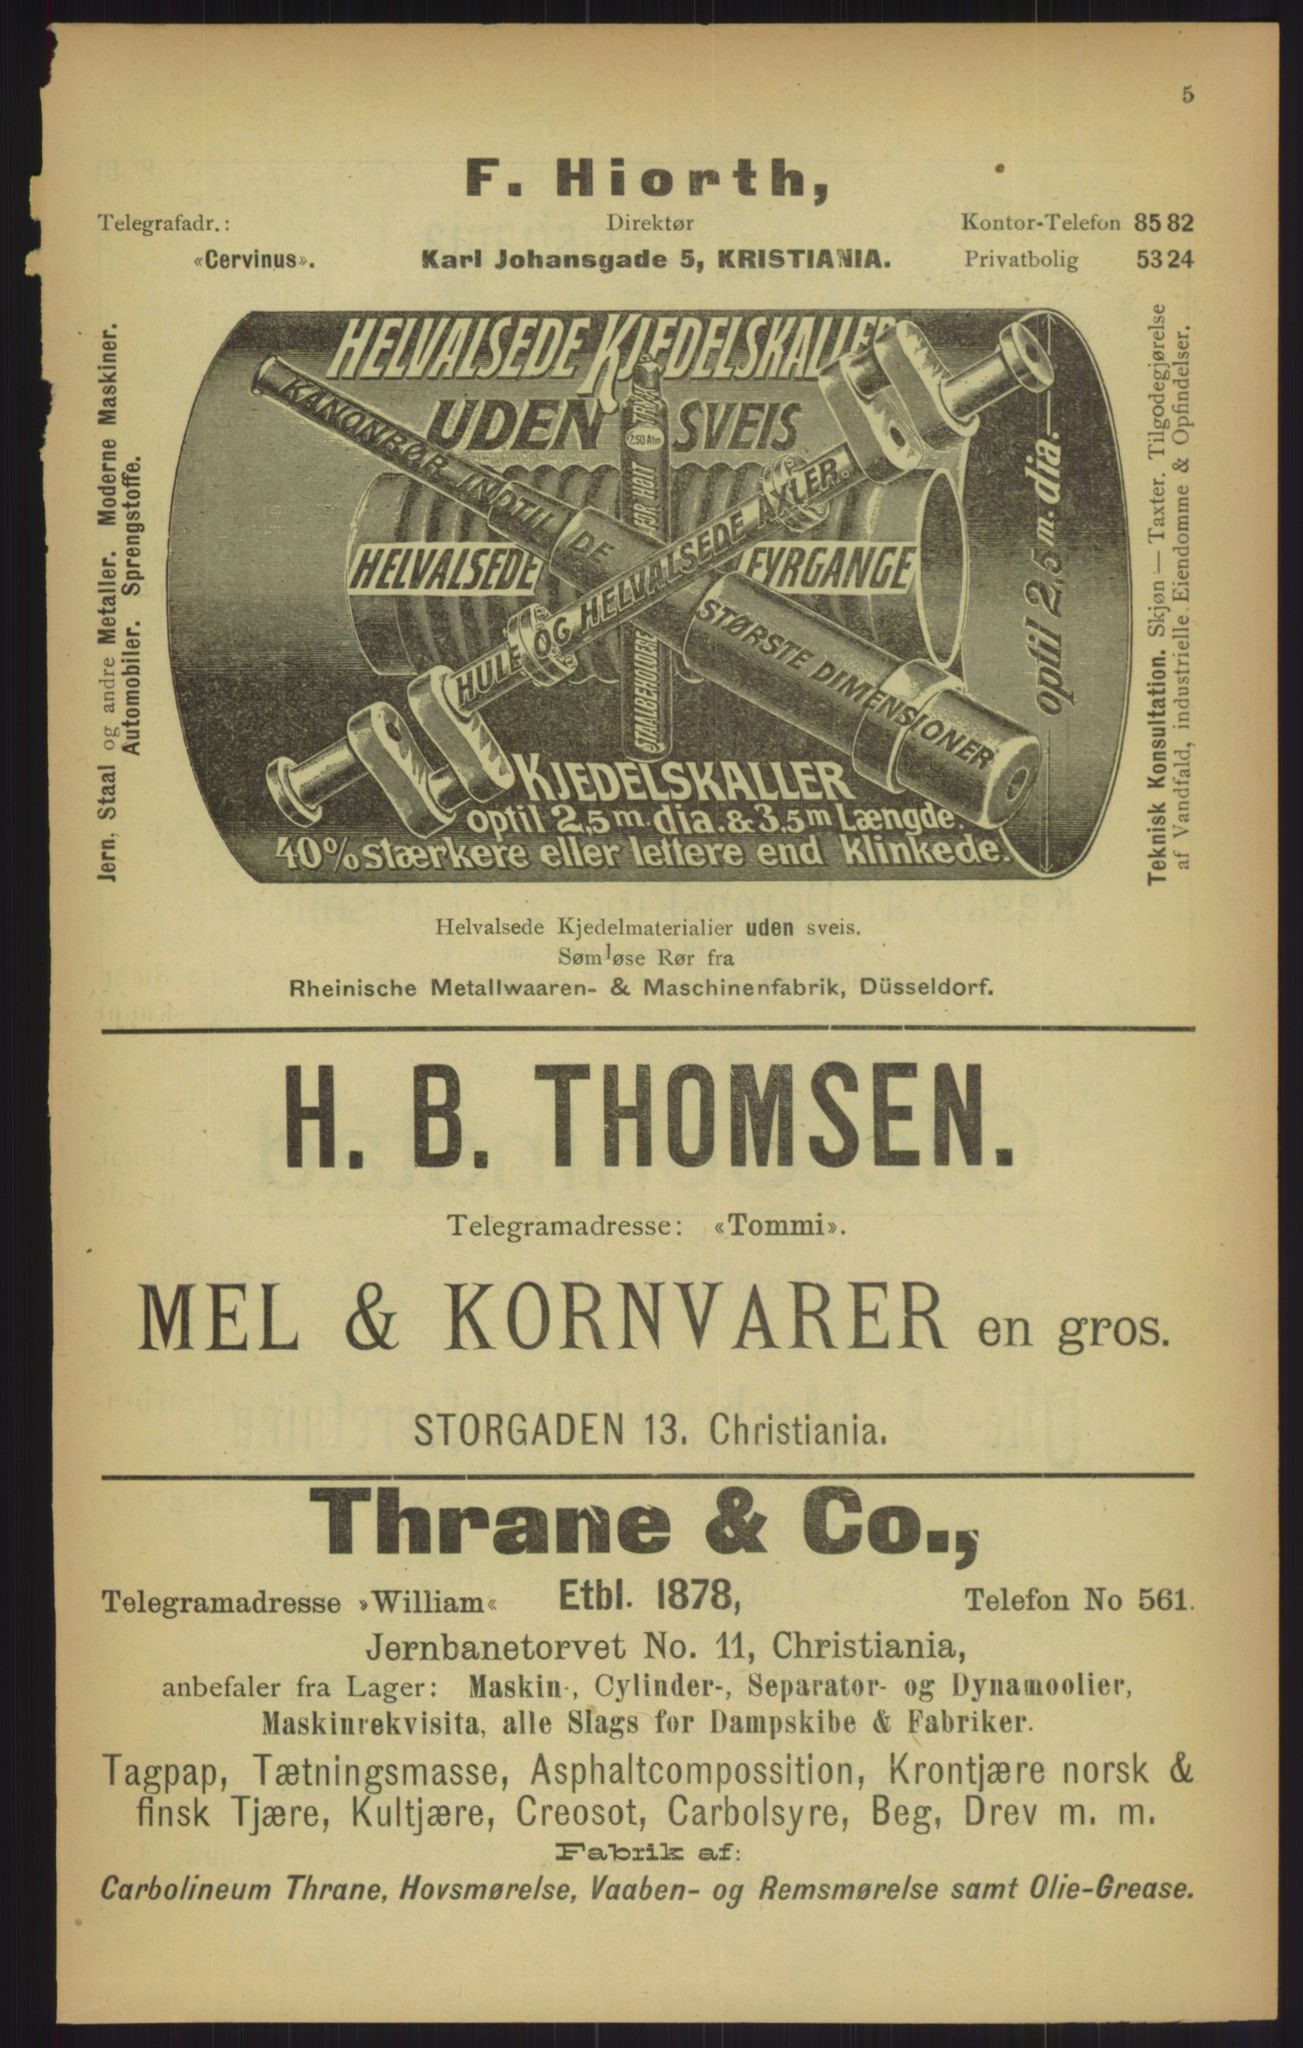 5
F. Hiorth,
Telegrafadr.: Direktør Kontor-Telefon 8582
«Cervinus». Karl Johansgade 5, KRISTIANIA. Privatbolig 5324
Jern, Staal og andre Metaller. Moderne Maskiner.
Automobiler. Sprengstoffe.
HELVALSEDE KJEDELSKALLER
UDEN SVEIS
KANONRØR INDTIL DE STØRSTE DIMENSIONER
STAALBEHOLDERE FOR HØIT TRYK
250 Atm
HULE OG HELVALSEDE AXLER.
HELVALSEDE FYRGANGE
optil 2,5 m. dia.
KJEDELSKALLER
optil 2,5 m. dia. & 3,5 m Længde.
40% stærkere eller lettere end klinkede.
Teknisk Konsultation. Skjøn — Taxter. Tilgodegjørelse
af Vandfald, industrielle Eiendomme & Opfindelser.
Helvalsede Kjedelmaterialier uden sveis.
Sømløse Rør fra
Rheinische Metallwaaren- & Maschinenfabrik, Düsseldorf.
H. B. THOMSEN.
Telegramadresse: «Tommi».
MEL & KORNVARER en gros.
STORGADEN 13. Christiania.
Thrane & Co.,
Telegramadresse »William« Etbl. 1878, Telefon No 561.
Jernbanetorvet No. 11, Christiania,
anbefaler fra Lager: Maskin-, Cylinder-, Separator- og Dynamoolier,
Maskinrekvisita, alle Slags for Dampskibe & Fabriker.
Tagpap, Tætningsmasse, Asphaltcompossition, Krontjære norsk &
finsk Tjære, Kultjære, Creosot, Carbolsyre, Beg, Drev m. m.
Fabrik af:
Carbolineum Thrane, Hovsmørelse, Vaaben- og Remsmørelse samt Olie-Grease.